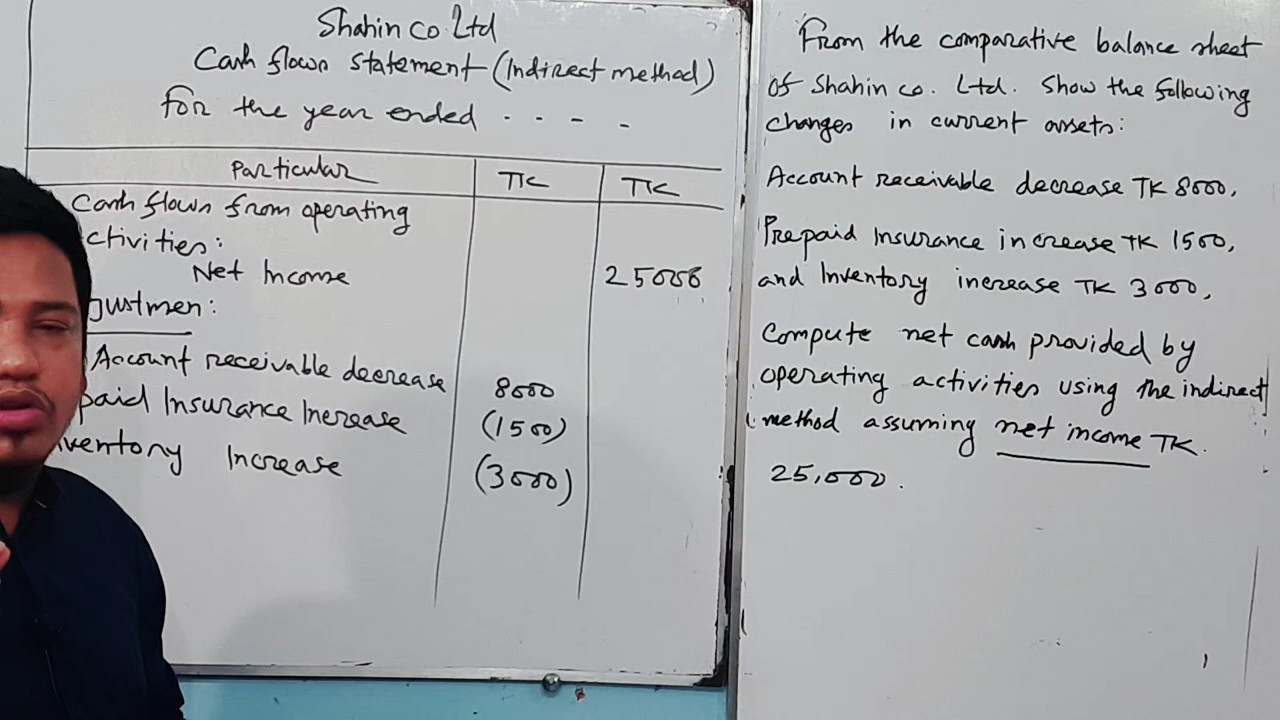 Shahin Co. Ltd
Cash flows statement (Indirect method)
For the year ended . . . .
Particular TK TK
Cash flows from operating
ctivities:
Net Income 25000
justmen:
Account receivable decrease 8000
paid Insurance Increase (1500)
ventory Increase (3000)
From the comparative balance sheet
of Shahin co. Ltd. Show the following
changes in current assets:
Account receivable decrease TK 8000,
Prepaid Insurance increase TK 1500,
and Inventory increase TK 3000,
Compute net cash provided by
operating activities using the indirect
method assuming net income TK.
25,000.